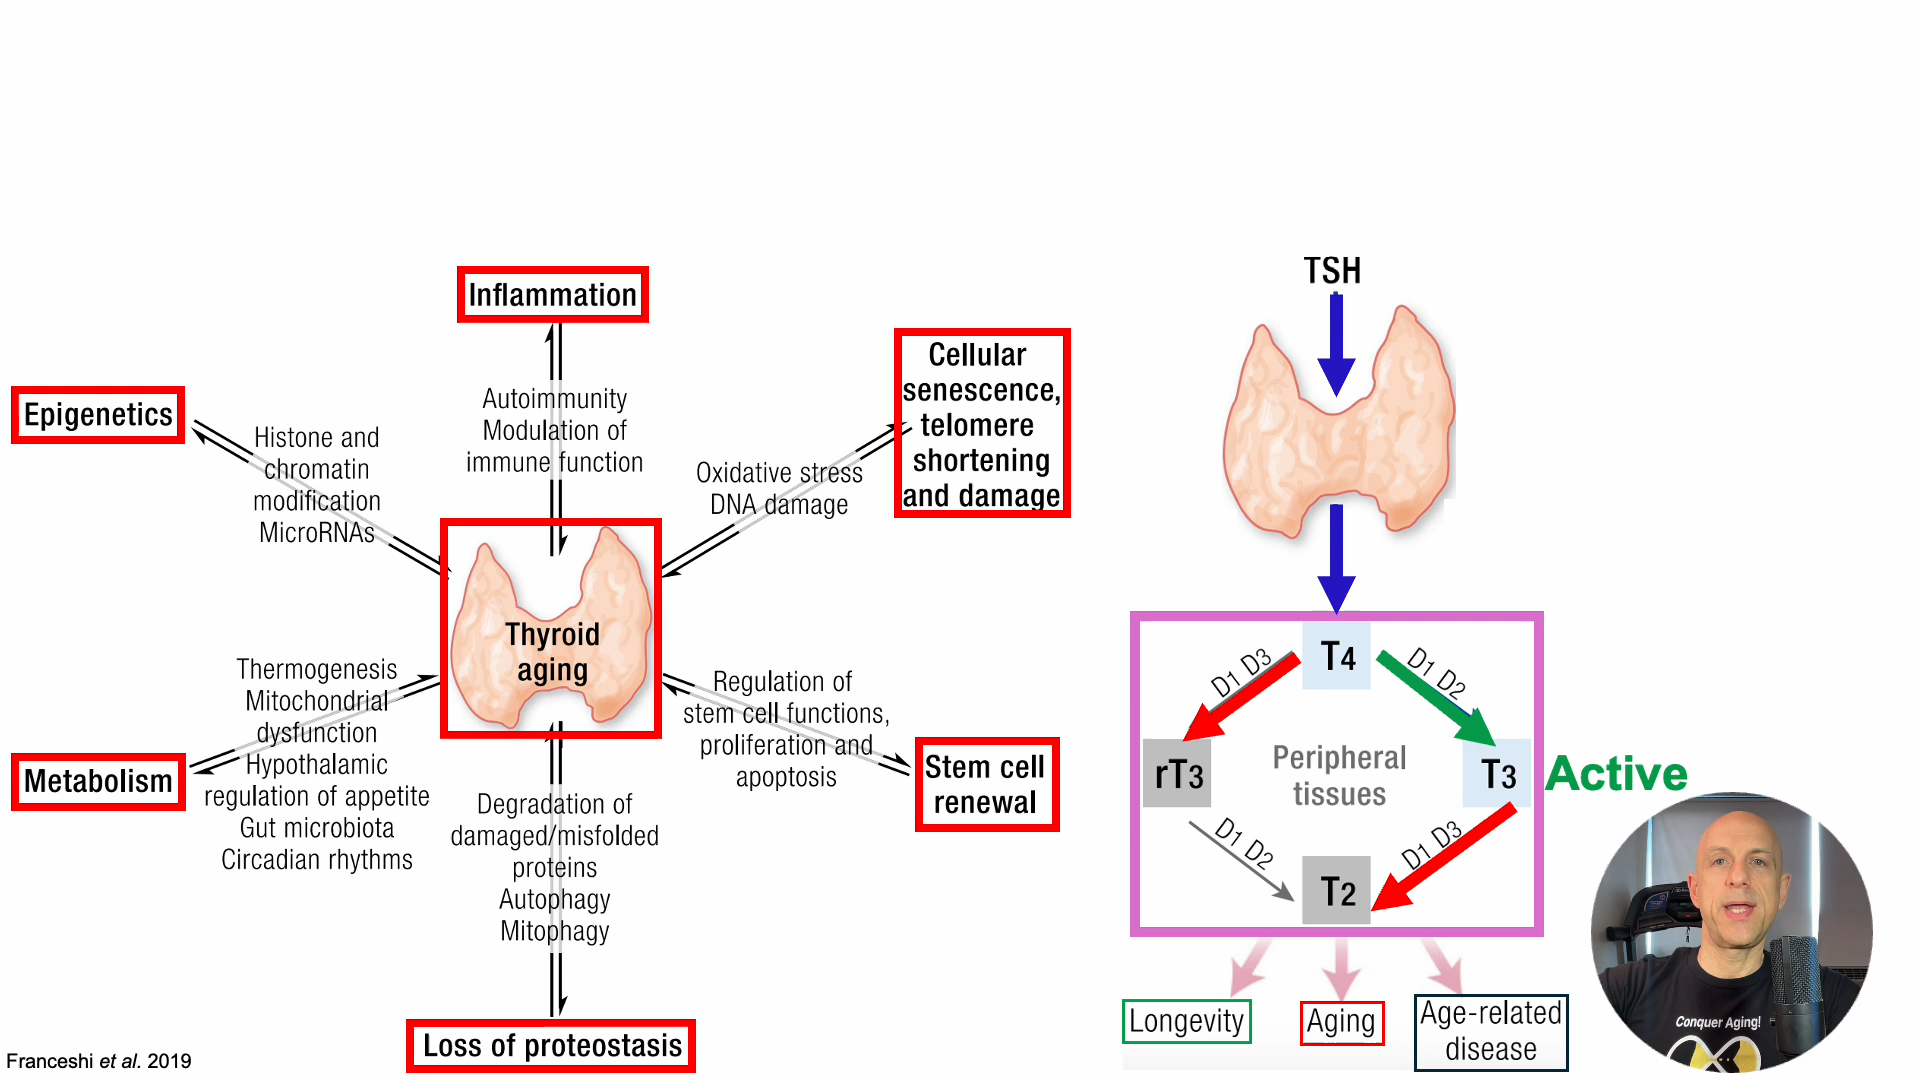 Inflammation
Epigenetics
Histone and
chromatin
modification
MicroRNAs
Autoimmunity
Modulation of
immune function
Oxidative stress
DNA damage
Cellular
senescence,
telomere
shortening
and damage
Thyroid
aging
Thermogenesis
Mitochondrial
dysfunction
Hypothalamic
regulation of appetite
Gut microbiota
Circadian rhythms
Metabolism
Regulation of
stem cell functions,
proliferation and
apoptosis
Stem cell
renewal
Degradation of
damaged/misfolded
proteins
Autophagy
Mitophagy
Loss of proteostasis
Franceshi et al. 2019
TSH
T4
D1 D3
D1 D2
rT3
Peripheral
tissues
T3
Active
D1 D2
D1 D3
T2
Longevity
Aging
Age-related
disease
Conquer Aging!